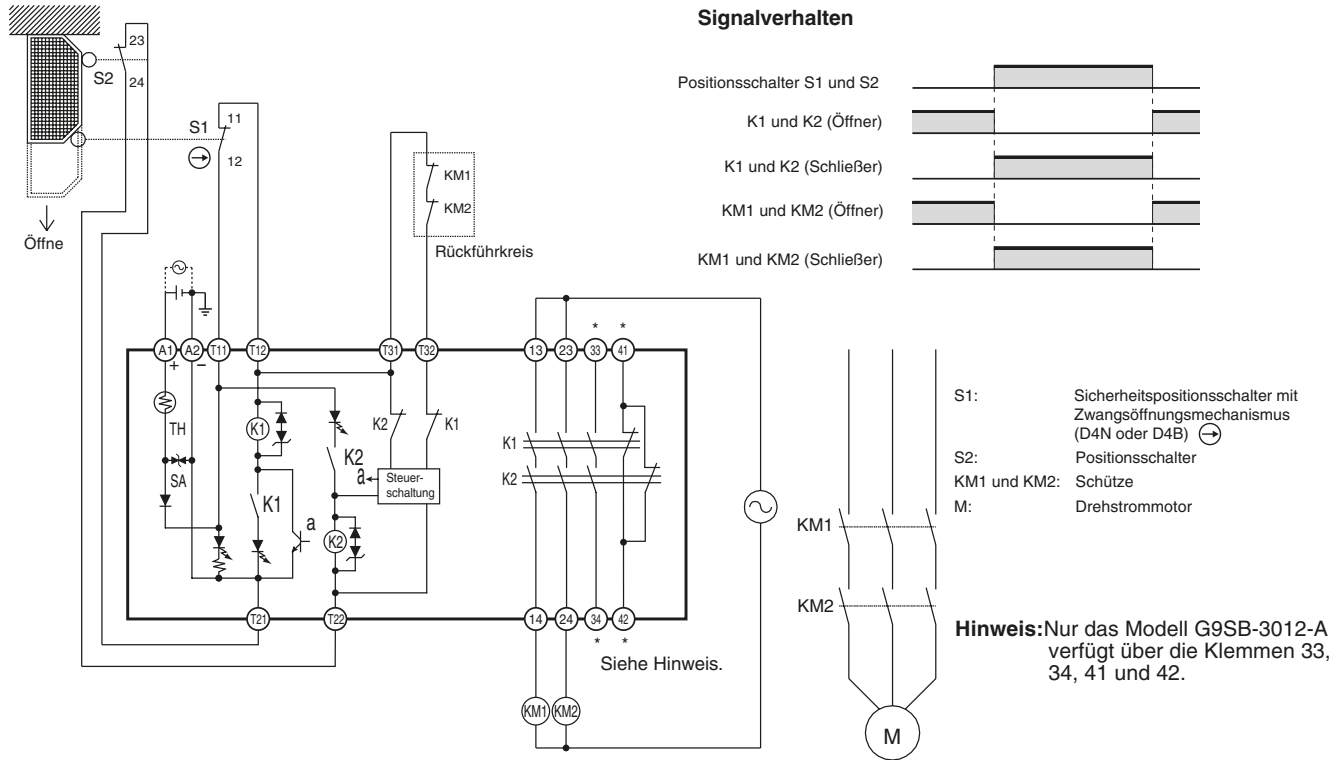 Signalverhalten
Positionsschalter S1 und S2
K1 und K2 (Öffner)
K1 und K2 (Schließer)
KM1 und KM2 (Öffner)
KM1 und KM2 (Schließer)
23
S2
24
S1
11
12
Öffne
KM1
KM2
Rückführkreis
A1
A2
T11
T12
T31
T32
13
23
33
41
*
*
+
−
TH
SA
K1
K1
a
K2
K2
K2
K1
a
Steuer-
schaltung
K1
K2
T21
T22
14
24
34
42
*
*
Siehe Hinweis.
KM1
KM2
KM1
KM2
M
S1: Sicherheitspositionsschalter mit
Zwangsöffnungsmechanismus
(D4N oder D4B)
S2: Positionsschalter
KM1 und KM2: Schütze
M: Drehstrommotor
Hinweis:Nur das Modell G9SB-3012-A
verfügt über die Klemmen 33,
34, 41 und 42.